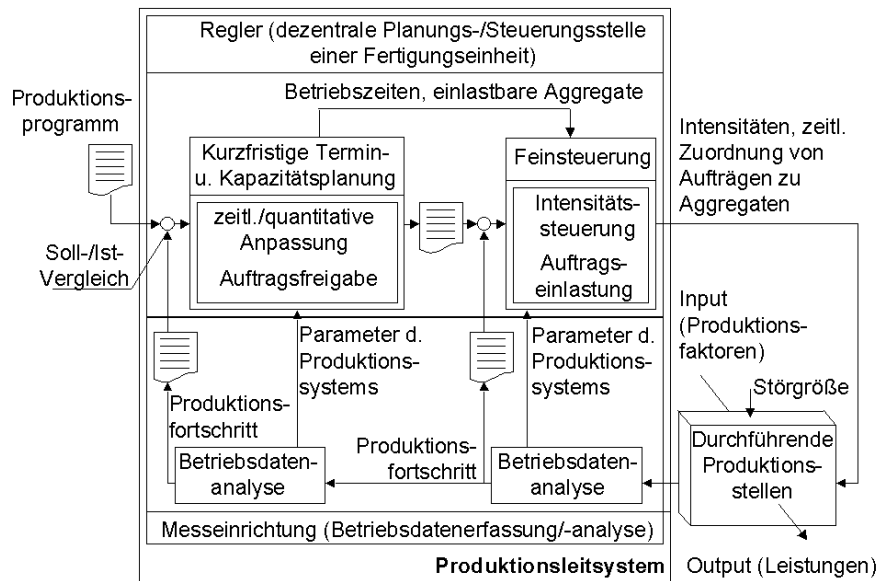 Regler (dezentrale Planungs-/Steuerungsstelle
einer Fertigungseinheit)
Produktions-
programm
Betriebszeiten, einlastbare Aggregate
Kurzfristige Termin-
u. Kapazitätsplanung
zeitl./quantitative
Anpassung
Auftragsfreigabe
Feinsteuerung
Intensitäts-
steuerung
Auftrags-
einlastung
Intensitäten, zeitl.
Zuordnung von
Aufträgen zu
Aggregaten
Soll-/Ist-
Vergleich
Parameter d.
Produktions-
systems
Parameter d.
Produktions-
systems
Input
(Produktions-
faktoren)
Störgröße
Produktions-
fortschritt
Produktions-
fortschritt
Betriebsdaten-
analyse
Betriebsdaten-
analyse
Durchführende
Produktions-
stellen
Messeinrichtung (Betriebsdatenerfassung/-analyse)
Produktionsleitsystem
Output (Leistungen)